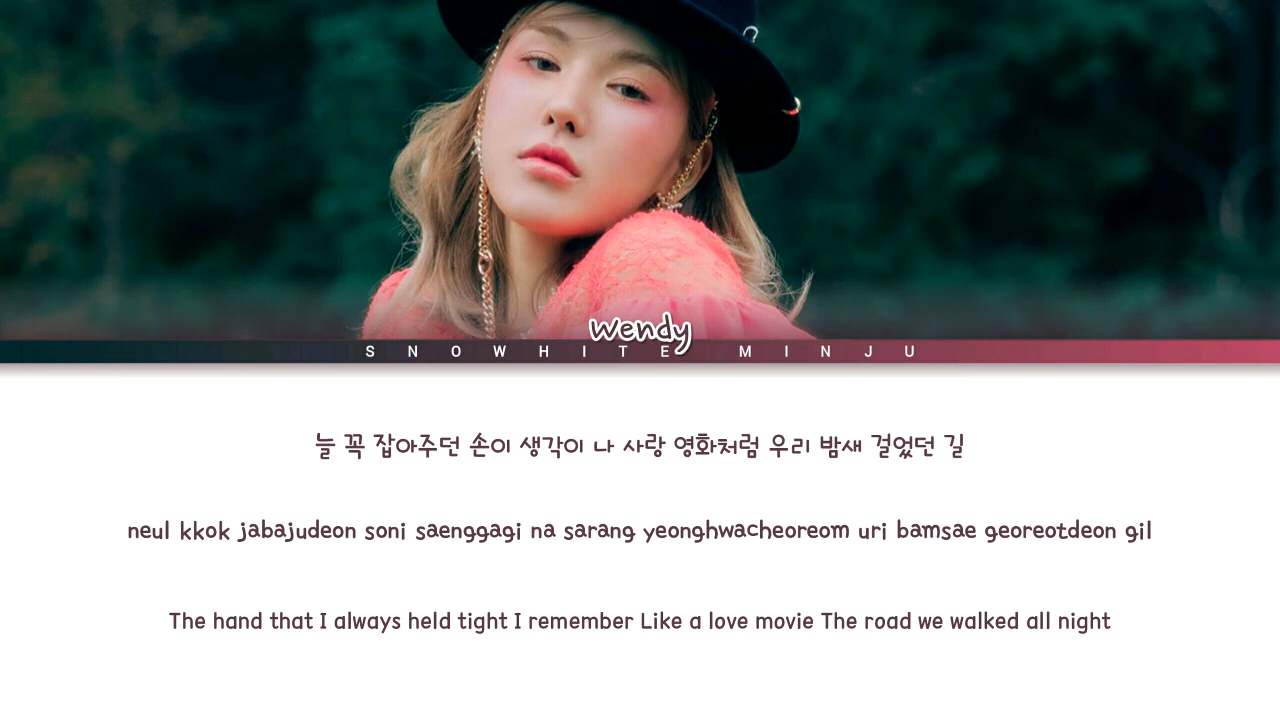 wendy
SNOWHITE MINJU
늘 꼭 잡아주던 손이 생각이 나 사랑 영화처럼 우리 밤새 걸었던 길
neul kkok jabajudeon soni saenggagi na sarang yeonghwacheoreom uri bamsae georeotdeon gil
The hand that I always held tight I remember Like a love movie The road we walked all night